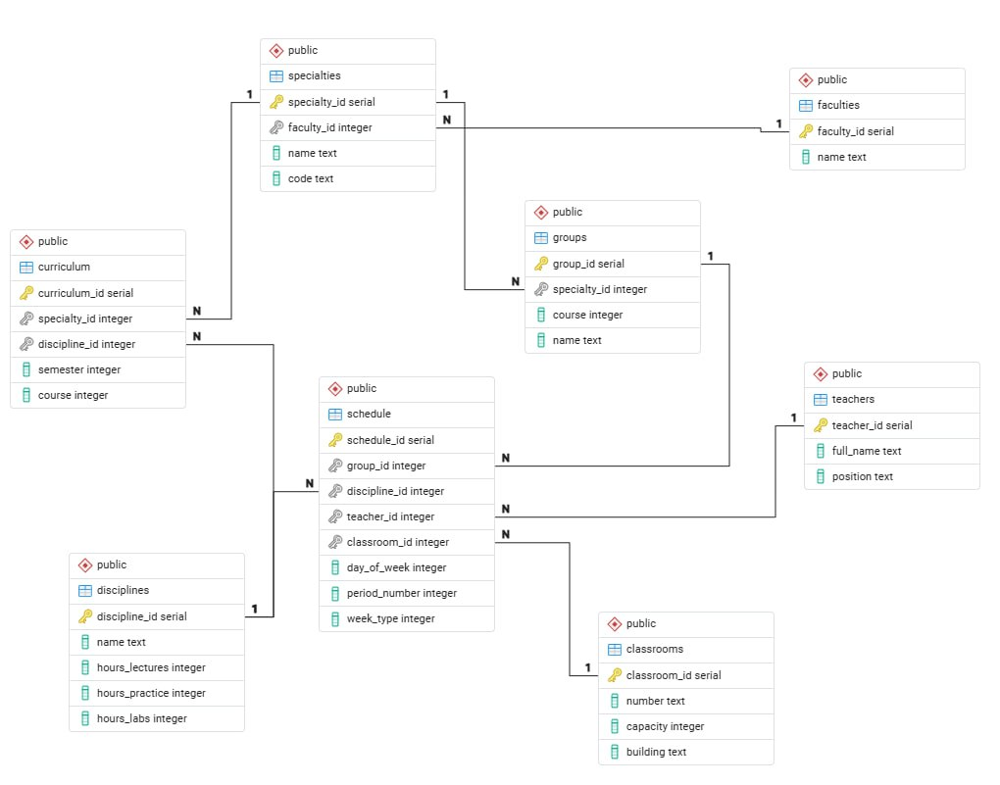 public
specialties
1
specialty_id serial
1
faculty_id integer
N
name text
code text
public
faculties
1
faculty_id serial
name text
public
groups
group_id serial
1
N
specialty_id integer
course integer
name text
public
curriculum
curriculum_id serial
specialty_id integer
N
discipline_id integer
N
semester integer
course integer
public
schedule
schedule_id serial
group_id integer
N
N
discipline_id integer
teacher_id integer
N
classroom_id integer
N
day_of_week integer
period_number integer
week_type integer
public
teachers
1
teacher_id serial
full_name text
position text
public
disciplines
discipline_id serial
1
name text
hours_lectures integer
hours_practice integer
hours_labs integer
public
classrooms
1
classroom_id serial
number text
capacity integer
building text